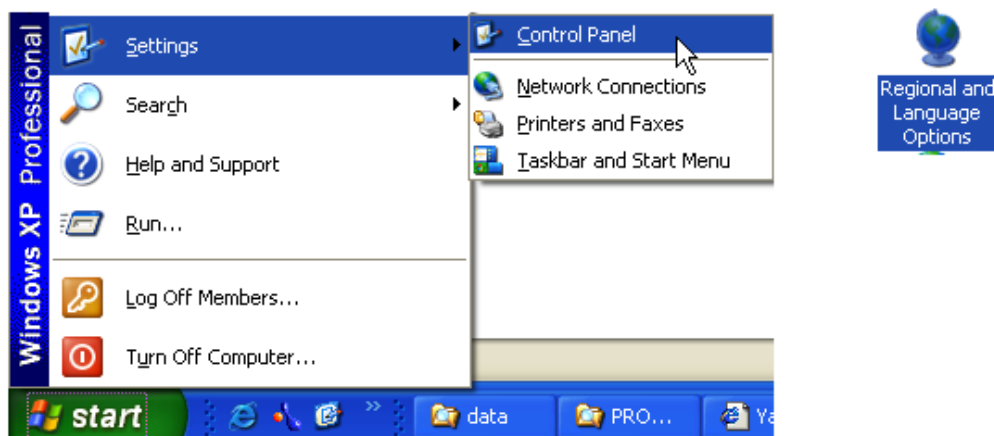 Windows XP Professional
Settings
Search
Help and Support
Run...
Log Off Members...
Turn Off Computer...
Control Panel
Network Connections
Printers and Faxes
Taskbar and Start Menu
Regional and
Language
Options
start
»
data
PRO...
Ya